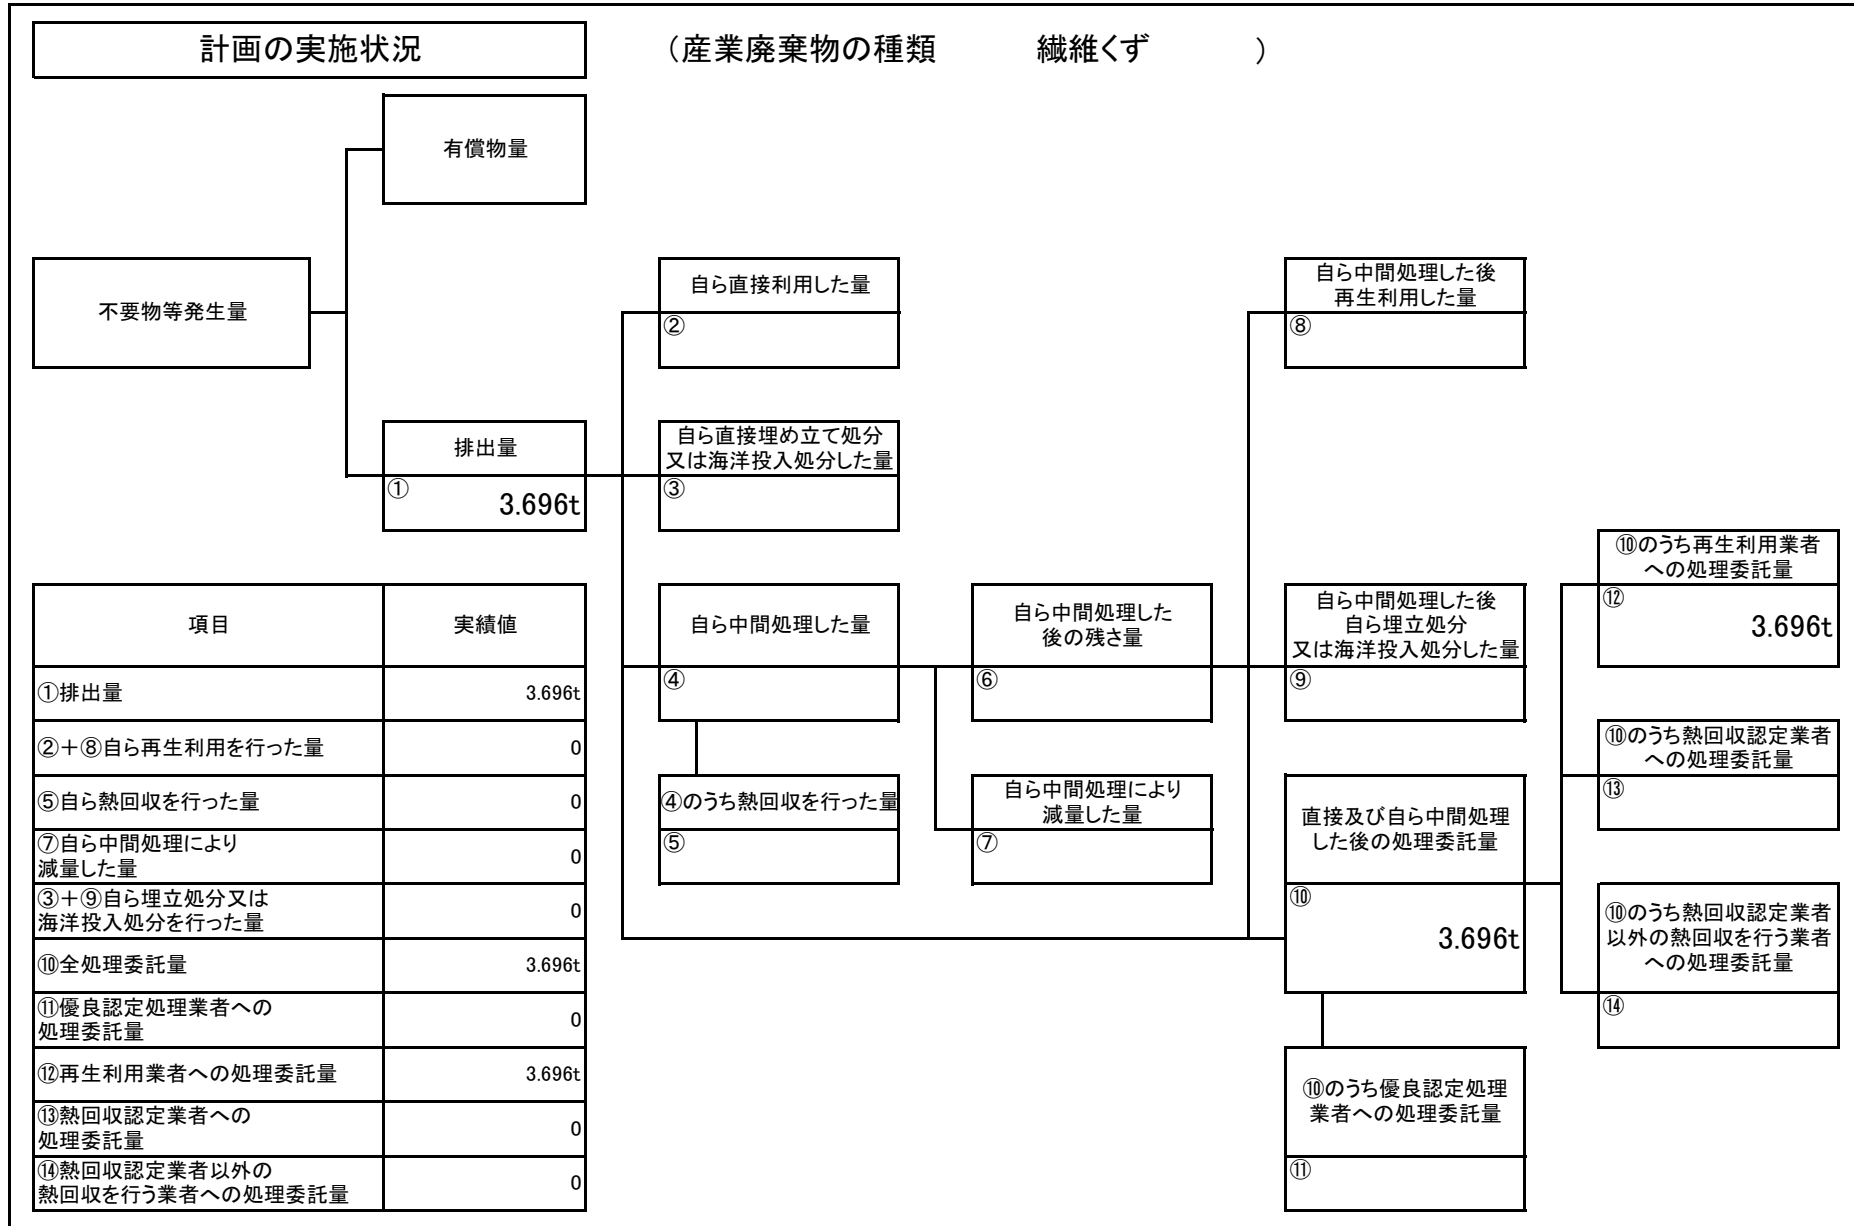 計画の実施状況
（産業廃棄物の種類　繊維くず　）
有償物量
不要物等発生量
自ら直接利用した量
②
自ら中間処理した後
再生利用した量
⑧
排出量
① 3.696t
自ら直接埋め立て処分
又は海洋投入処分した量
③
⑩のうち再生利用業者
への処理委託量
⑫
3.696t
自ら中間処理した量
④
自ら中間処理した
後の残さ量
⑥
自ら中間処理した後
自ら埋立処分
又は海洋投入処分した量
⑨
⑩のうち熱回収認定業者
への処理委託量
⑬
④のうち熱回収を行った量
⑤
自ら中間処理により
減量した量
⑦
直接及び自ら中間処理
した後の処理委託量
⑩
3.696t
⑩のうち熱回収認定業者
以外の熱回収を行う業者
への処理委託量
⑭
⑩のうち優良認定処理
業者への処理委託量
⑪
項目 実績値
①排出量 3.696t
②＋⑧自ら再生利用を行った量 0
⑤自ら熱回収を行った量 0
⑦自ら中間処理により
減量した量 0
③＋⑨自ら埋立処分又は
海洋投入処分を行った量 0
⑩全処理委託量 3.696t
⑪優良認定処理業者への
処理委託量 0
⑫再生利用業者への処理委託量 3.696t
⑬熱回収認定業者への
処理委託量 0
⑭熱回収認定業者以外の
熱回収を行う業者への処理委託量 0